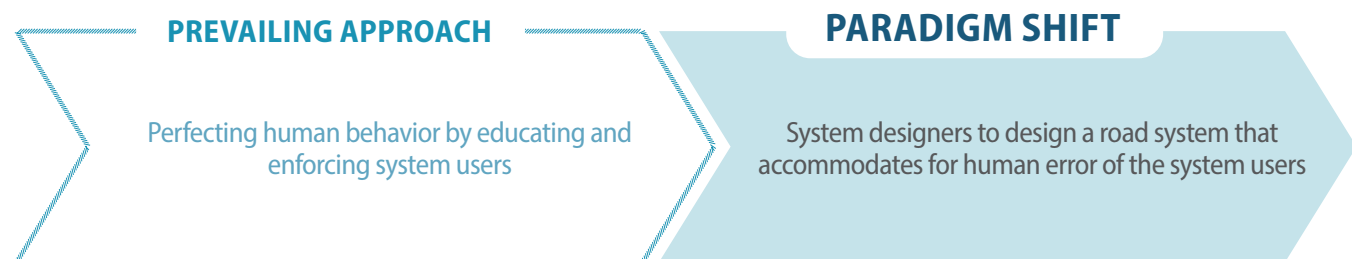 PREVAILING APPROACH
Perfecting human behavior by educating and
enforcing system users
PARADIGM SHIFT
System designers to design a road system that
accommodates for human error of the system users